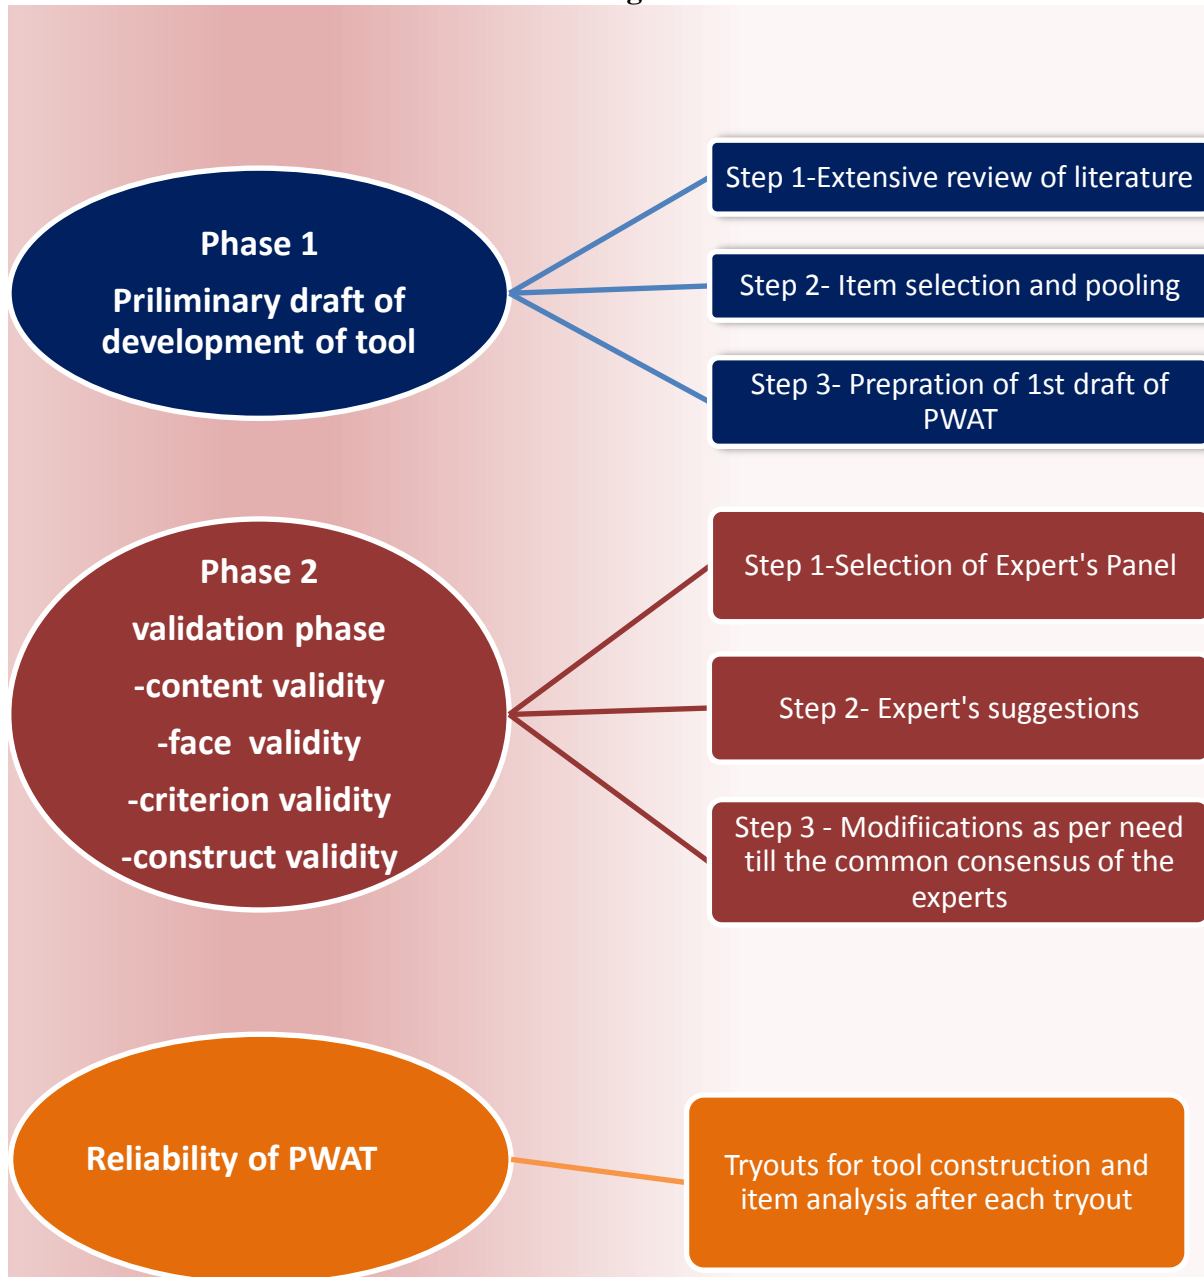 Phase 1
Priliminary draft of
development of tool
Step 1-Extensive review of literature
Step 2- Item selection and pooling
Step 3- Prepration of 1st draft of
PWAT
Phase 2
validation phase
-content validity
-face  validity
-criterion validity
-construct validity
Step 1-Selection of Expert's Panel
Step 2- Expert's suggestions
Step 3 - Modifiications as per need
till the common consensus of the
experts
Reliability of PWAT
Tryouts for tool construction and
item analysis after each tryout